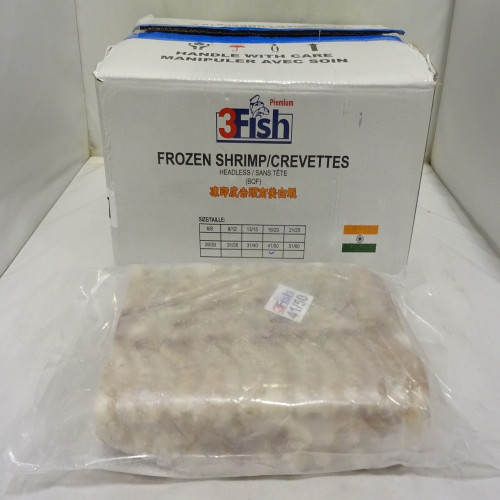 HANDLE WITH CARE
MANIPULER AVEC SOIN
Premium
3Fish
FROZEN SHRIMP/CREVETTES
HEADLESS / SANS TÊTE
(BQF)
SIZE/TAILLE:
6/8 8/12 13/15 16/20 21/25
26/30 31/35 31/40 41/50 51/60
3Fish
41/50